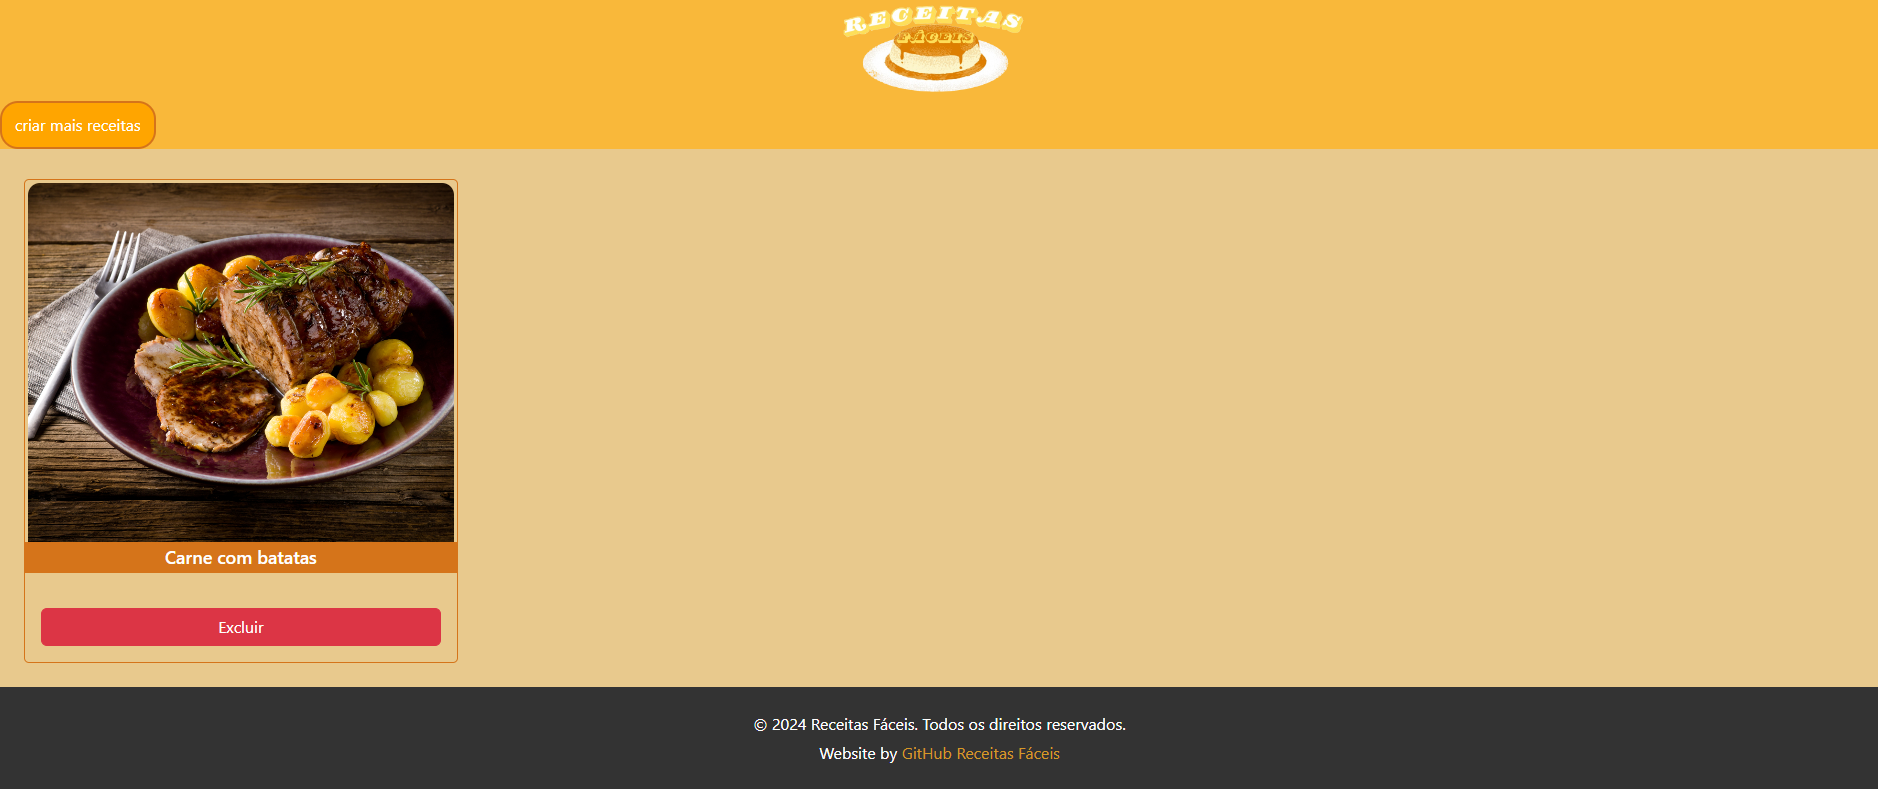 RECEITAS
FÁCEIS
criar mais receitas
Carne com batatas
Excluir
© 2024 Receitas Fáceis. Todos os direitos reservados.
Website by GitHub Receitas Fáceis